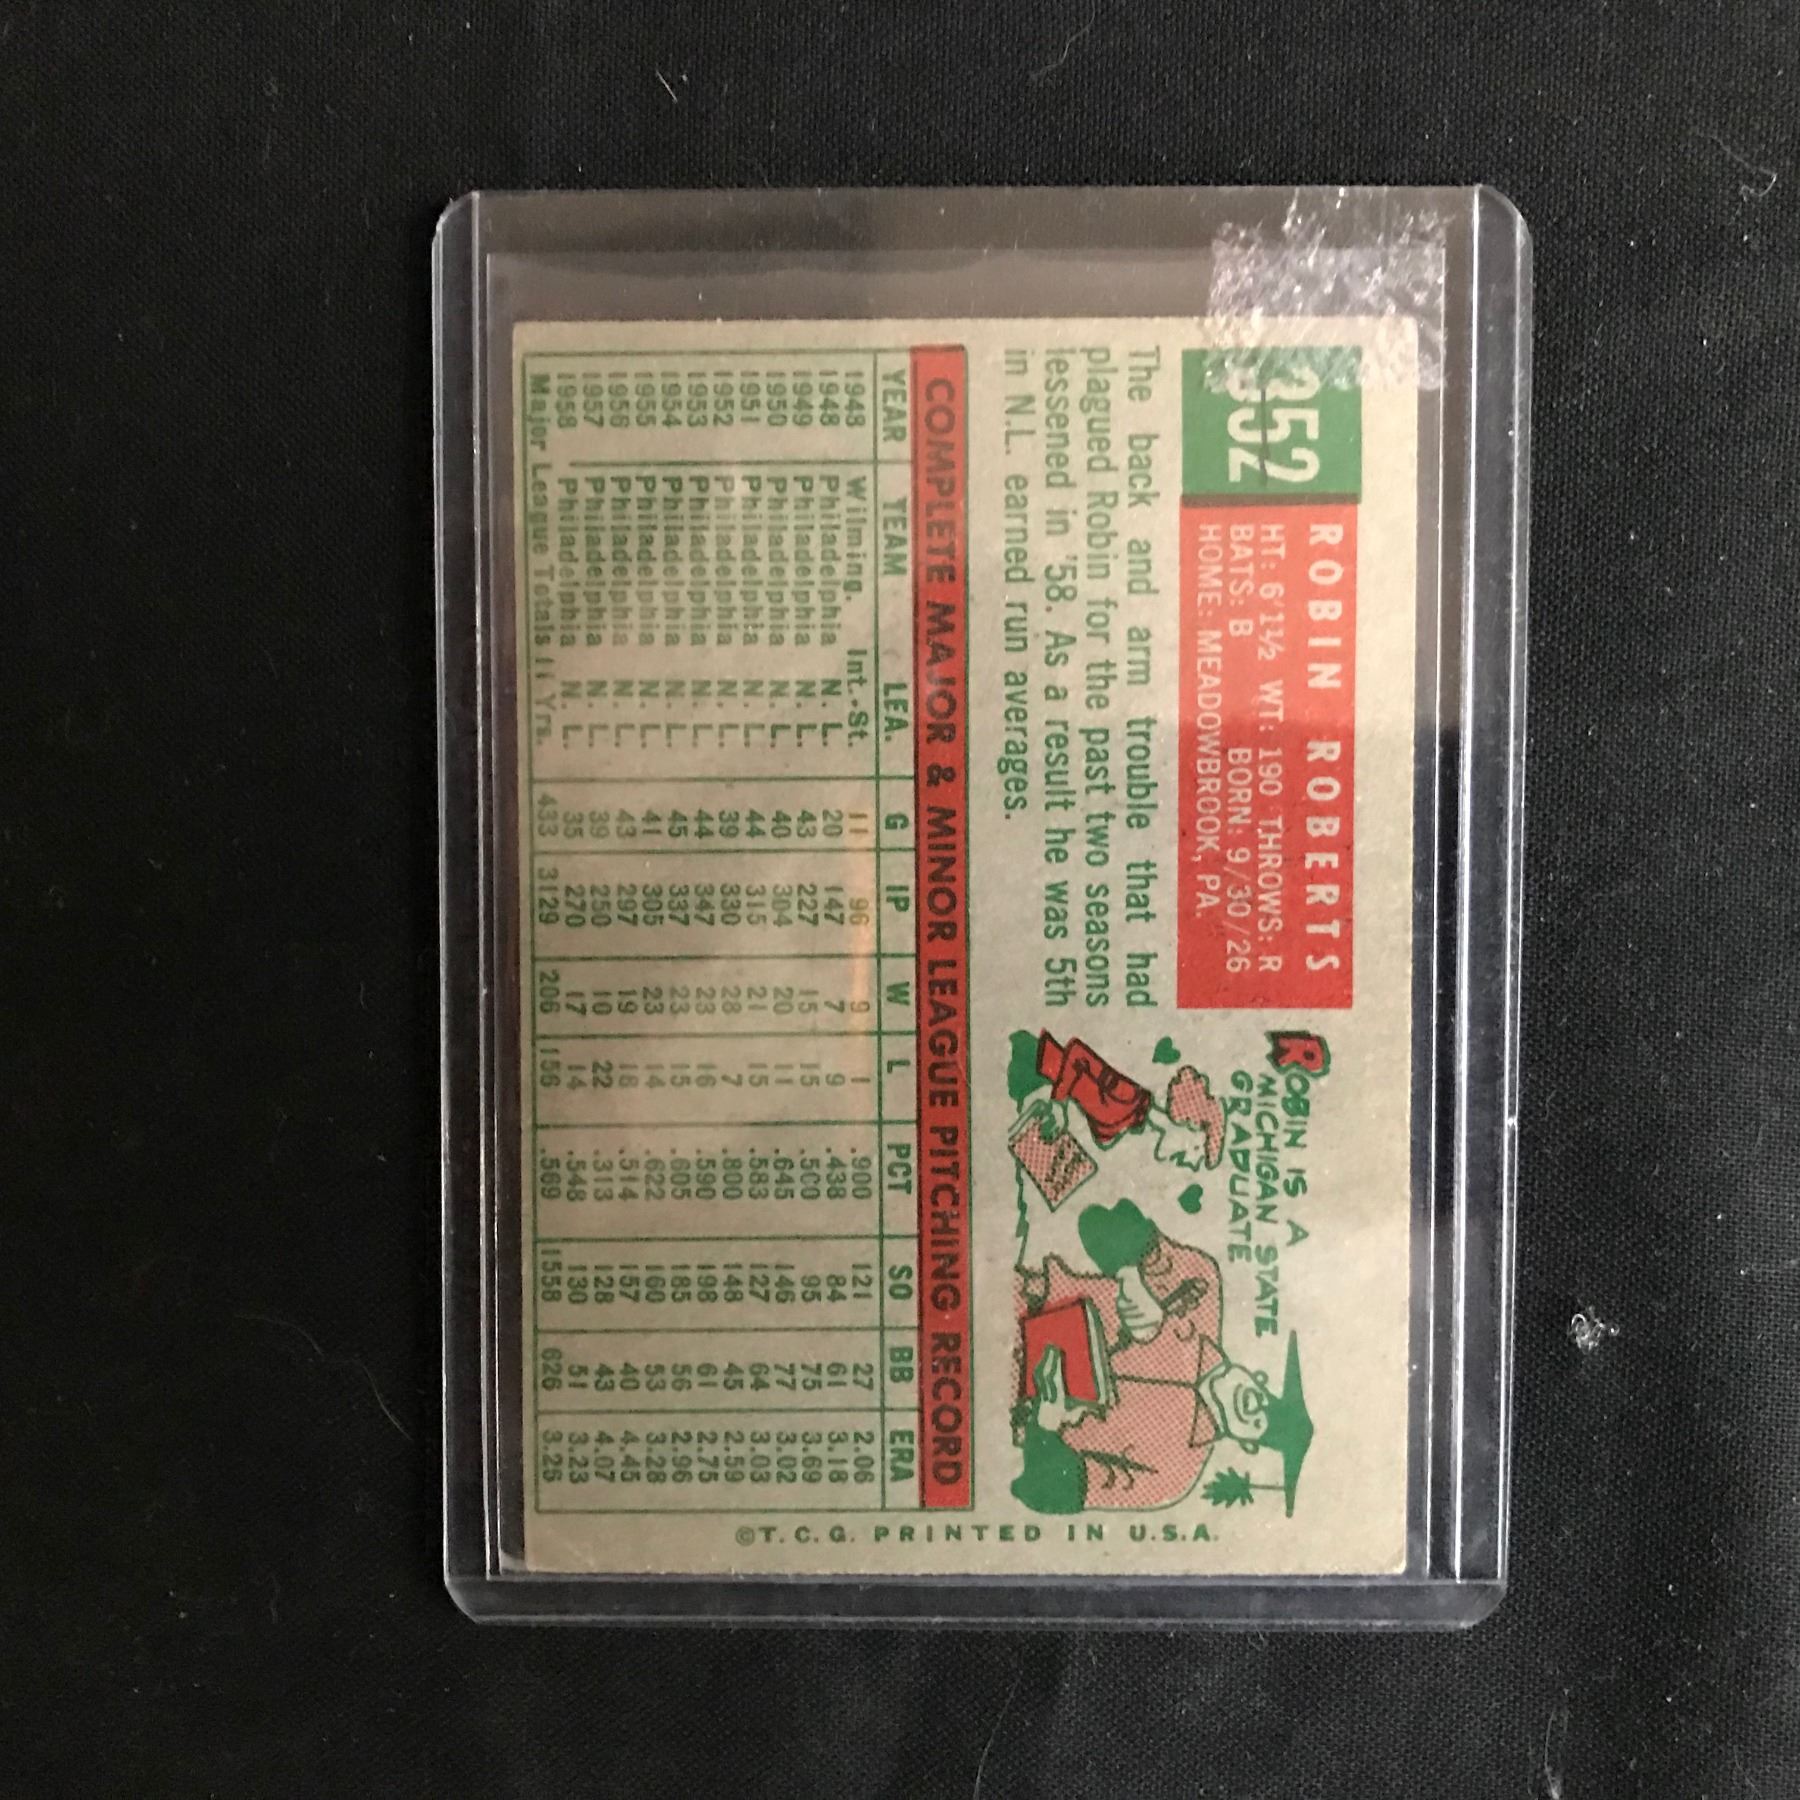 352
ROBIN ROBERTS
HT: 6'1½ WT: 190 THROWS: R
BATS: B BORN: 9/30/26
HOME: MEADOWBROOK, PA.
The back and arm trouble that had
plagued Robin for the past two seasons
lessened in '58. As a result he was 5th
in N.L. earned run averages.
ROBIN IS A
MICHIGAN STATE
GRADUATE
COMPLETE MAJOR & MINOR LEAGUE PITCHING RECORD
YEAR TEAM LEA. G IP W L PCT SO BB ERA
1948 Wilming. Int.-St. 11 96 9 1 .900 121 27 2.06
1948 Philadelphia N. L. 20 147 7 9 .438 84 61 3.18
1949 Philadelphia N. L. 43 227 15 15 .500 95 75 3.69
1950 Philadelphia N. L. 40 304 20 11 .645 146 77 3.02
1951 Philadelphia N. L. 44 315 21 15 .583 127 64 3.03
1952 Philadelphia N. L. 39 330 28 7 .800 148 45 2.59
1953 Philadelphia N. L. 44 347 23 16 .590 198 61 2.75
1954 Philadelphia N. L. 45 337 23 15 .605 185 56 2.96
1955 Philadelphia N. L. 41 305 23 14 .622 160 53 3.28
1956 Philadelphia N. L. 43 297 19 18 .514 157 40 4.45
1957 Philadelphia N. L. 39 250 10 22 .313 128 43 4.07
1958 Philadelphia N. L. 35 270 17 14 .548 130 51 3.23
Major League Totals 11 Yrs. 433 3129 206 156 .569 1558 626 3.26
©T. C. G. PRINTED IN U.S.A.